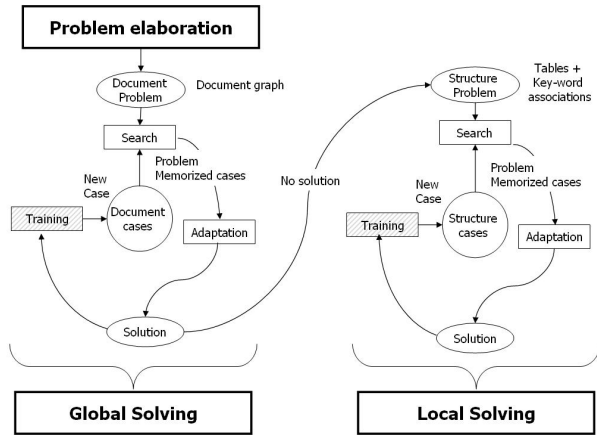 Problem elaboration
Document
Problem
Document graph
Search
Problem
Memorized cases
New
Case
Training
Document
cases
Adaptation
Solution
Global Solving
No solution
Structure
Problem
Tables +
Key-word
associations
Search
Problem
Memorized cases
New
Case
Training
Structure
cases
Adaptation
Solution
Local Solving